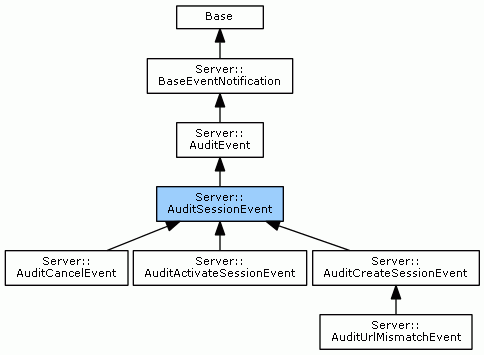 Base
Server::
BaseEventNotification
Server::
AuditEvent
Server::
AuditSessionEvent
Server::
AuditCancelEvent
Server::
AuditActivateSessionEvent
Server::
AuditCreateSessionEvent
Server::
AuditUrlMismatchEvent